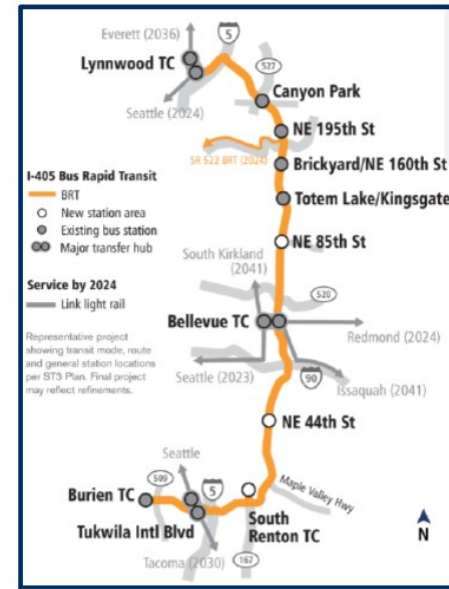 Everett (2036)
5
Lynnwood TC
527
Canyon Park
Seattle (2024)
NE 195th St
SR 522 BRT (2024)
Brickyard/NE 160th St
I-405 Bus Rapid Transit
BRT
New station area
Existing bus station
Major transfer hub
Totem Lake/Kingsgate
NE 85th St
South Kirkland
(2041)
Service by 2024
Link light rail
520
Bellevue TC
Representative project
showing transit mode, route
and general station locations
per ST3 Plan. Final project
may reflect refinements.
Redmond (2024)
Seattle (2023)
90
Issaquah (2041)
NE 44th St
Seattle
509
5
Maple Valley Hwy
Burien TC
Tukwila Intl Blvd
South
Renton TC
Tacoma (2030)
167
N